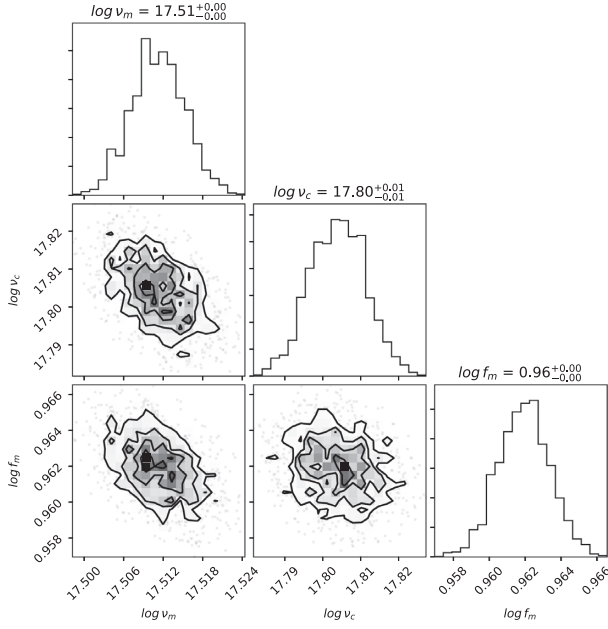 log ν_m = 17.51^{+0.00}_{-0.00}
log ν_c = 17.80^{+0.01}_{-0.01}
17.82
17.81
17.80
17.79
log ν_c
log f_m = 0.96^{+0.00}_{-0.00}
0.966
0.964
0.962
0.960
0.958
log f_m
17.500 17.506 17.512 17.518 17.524 17.79 17.80 17.81 17.82 0.958 0.960 0.962 0.964 0.966
log ν_m log ν_c log f_m